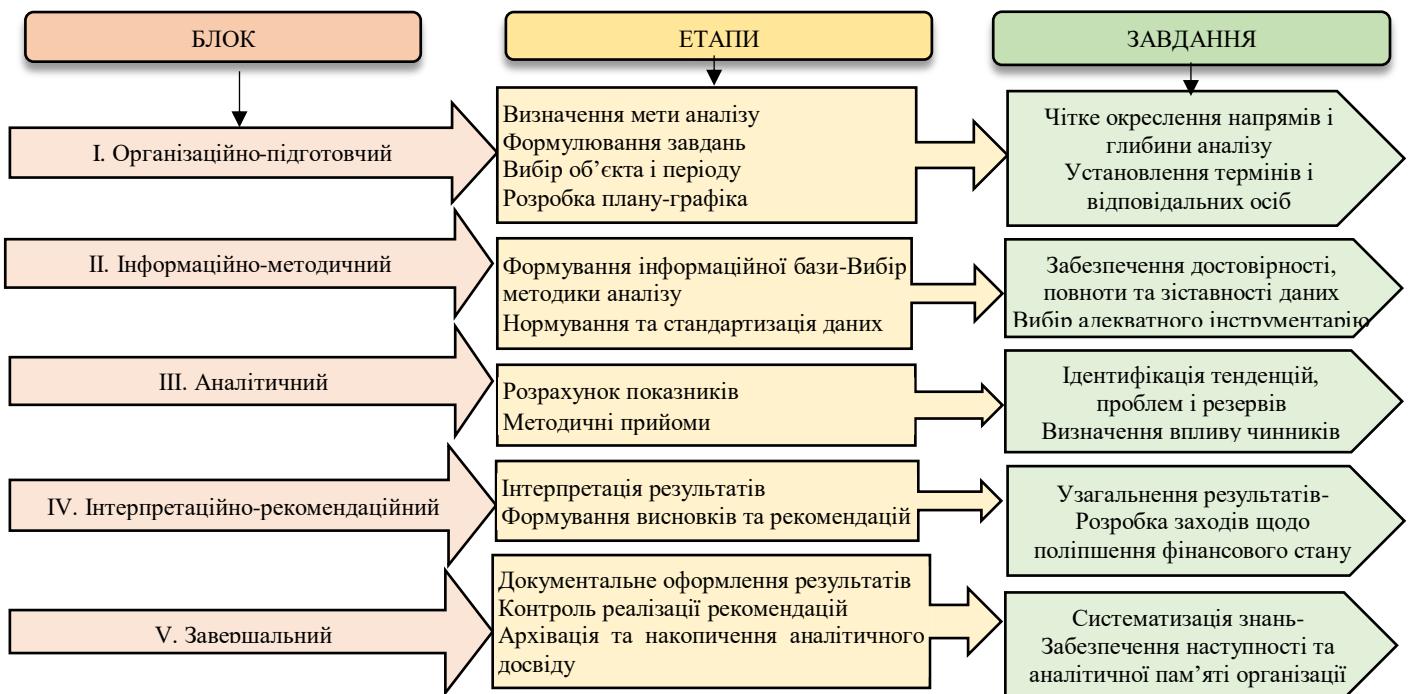 БЛОК
ЕТАПИ
ЗАВДАННЯ
І. Організаційно-підготовчий
Визначення мети аналізу
Формулювання завдань
Вибір об’єкта і періоду
Розробка плану-графіка
Чітке окреслення напрямів і
глибини аналізу
Установлення термінів і
відповідальних осіб
ІІ. Інформаційно-методичний
Формування інформаційної бази-Вибір
методики аналізу
Нормування та стандартизація даних
Забезпечення достовірності,
повноти та зіставності даних
Вибір адекватного інструментарію
ІІІ. Аналітичний
Розрахунок показників
Методичні прийоми
Ідентифікація тенденцій,
проблем і резервів
Визначення впливу чинників
IV. Інтерпретаційно-рекомендаційний
Інтерпретація результатів
Формування висновків та рекомендацій
Узагальнення результатів-
Розробка заходів щодо
поліпшення фінансового стану
V. Завершальний
Документальне оформлення результатів
Контроль реалізації рекомендацій
Архівація та накопичення аналітичного
досвіду
Систематизація знань-
Забезпечення наступності та
аналітичної пам’яті організації